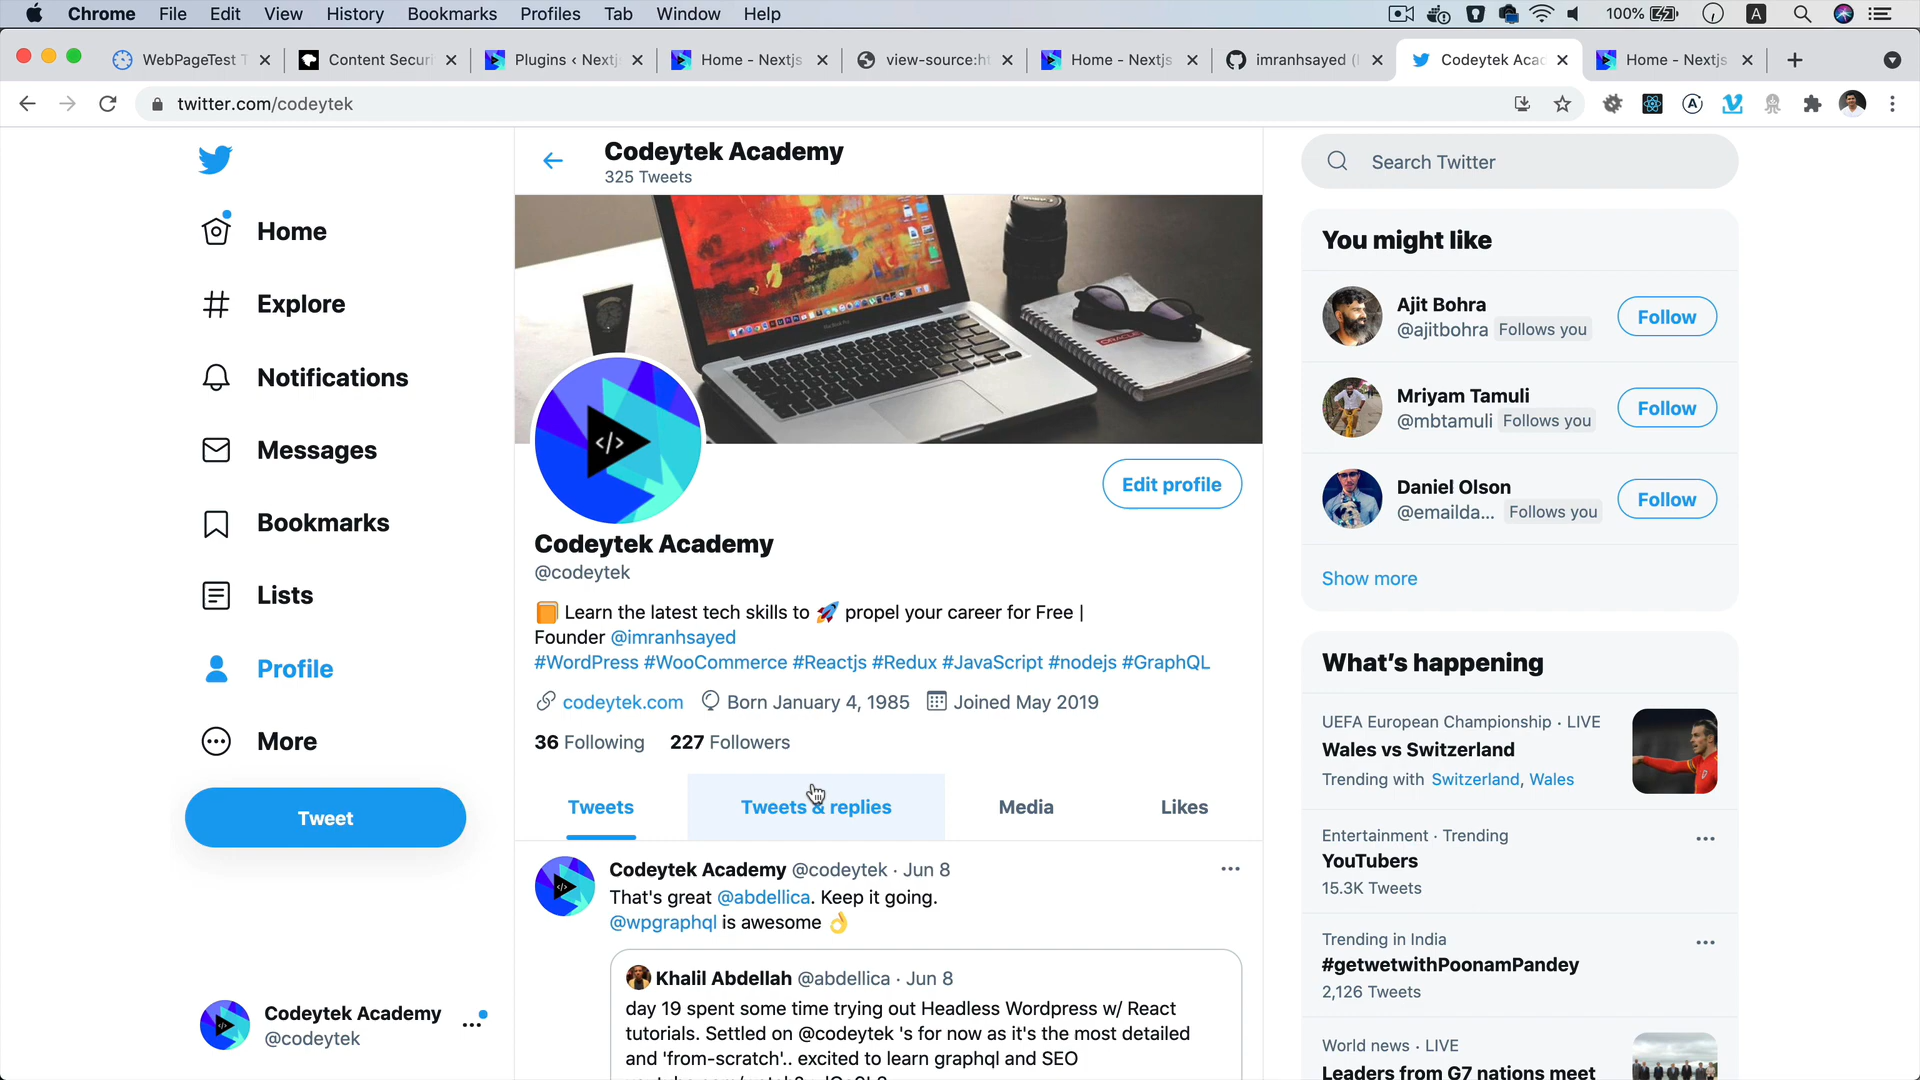 Chrome File Edit View History Bookmarks Profiles Tab Window Help
100%
A
WebPageTest T
Content Securi
Plugins ‹ Nextj
Home - Nextjs
view-source:ht
Home - Nextjs
imranhsayed (I
Codeytek Acad
Home - Nextjs
twitter.com/codeytek
Codeytek Academy
325 Tweets
Search Twitter
Home
Explore
Notifications
Messages
Bookmarks
Lists
Profile
More
Tweet
Codeytek Academy
@codeytek
Edit profile
Codeytek Academy
@codeytek
Learn the latest tech skills to 🚀 propel your career for Free |
Founder @imranhsayed
#WordPress #WooCommerce #Reactjs #Redux #JavaScript #nodejs #GraphQL
codeytek.com Born January 4, 1985 Joined May 2019
36 Following 227 Followers
Tweets Tweets & replies Media Likes
Codeytek Academy @codeytek · Jun 8
That's great @abdellica. Keep it going.
@wpgraphql is awesome 👌
Khalil Abdellah @abdellica · Jun 8
day 19 spent some time trying out Headless Wordpress w/ React
tutorials. Settled on @codeytek 's for now as it's the most detailed
and 'from-scratch'.. excited to learn graphql and SEO
You might like
Ajit Bohra
@ajitbohra Follows you
Follow
Mriyam Tamuli
@mbtamuli Follows you
Follow
Daniel Olson
@emailda... Follows you
Follow
Show more
What's happening
UEFA European Championship · LIVE
Wales vs Switzerland
Trending with Switzerland, Wales
Entertainment · Trending
YouTubers
15.3K Tweets
Trending in India
#getwetwithPoonamPandey
2,126 Tweets
World news · LIVE
Leaders from G7 nations meet